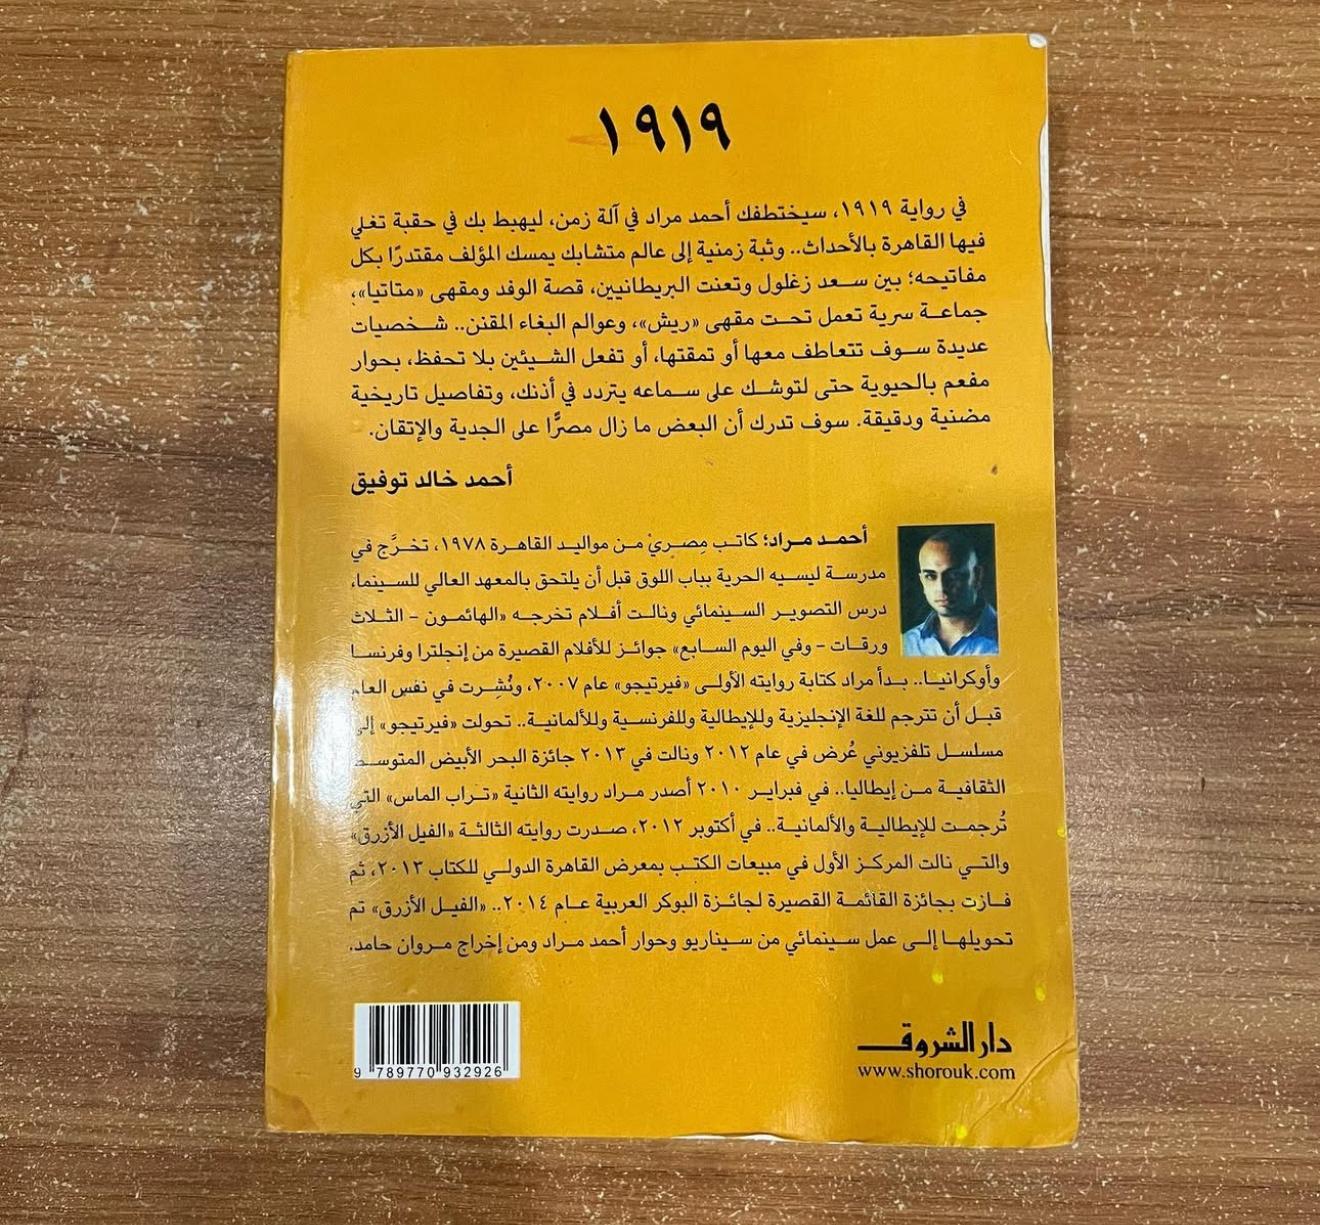 ١٩١٩
في رواية ١٩١٩، سيختطفك أحمد مراد في آلة زمن، ليهبط بك في حقبة تغلي
فيها القاهرة بالأحداث.. وثبة زمنية إلى عالم متشابك يمسك المؤلف مقتدرًا بكل
مفاتيحه؛ بين سعد زغلول وتعنت البريطانيين، قصة الوفد ومقهى «متاتيا»،
جماعة سرية تعمل تحت مقهى «ريش»، وعوالم البغاء المقنن.. شخصيات
عديدة سوف تتعاطف معها أو تمقتها، أو تفعل الشيئين بلا تحفظ، بحوار
مفعم بالحيوية حتى لتوشك على سماعه يتردد في أذنك، وتفاصيل تاريخية
مضنية ودقيقة. سوف تدرك أن البعض ما زال مصرًّا على الجدية والإتقان.
أحمد خالد توفيق
أحمد مراد؛ كاتب مِصريْ من مواليد القاهرة ١٩٧٨، تخرَّج في
مدرسة ليسيه الحرية بباب اللوق قبل أن يلتحق بالمعهد العالي للسينما،
درس التصوير السينمائي ونالت أفلام تخرجه «الهائمون - الثلاث
ورقات - وفي اليوم السابع» جوائز للأفلام القصيرة من إنجلترا وفرنسا
وأوكرانيا.. بدأ مراد كتابة روايته الأولى «فيرتيجو» عام ٢٠٠٧، ونُشِرت في نفس العام
قبل أن تترجم للغة الإنجليزية وللإيطالية وللفرنسية وللألمانية.. تحولت «فيرتيجو» إلى
مسلسل تلفزيوني عُرض في عام ٢٠١٢ ونالت في ٢٠١٣ جائزة البحر الأبيض المتوسط
الثقافية من إيطاليا.. في فبراير ٢٠١٠ أصدر مراد روايته الثانية «تراب الماس» التي
تُرجمت للإيطالية والألمانية.. في أكتوبر ٢٠١٢، صدرت روايته الثالثة «الفيل الأزرق»
والتي نالت المركز الأول في مبيعات الكتب بمعرض القاهرة الدولي للكتاب ٢٠١٣، ثم
فازت بجائزة القائمة القصيرة لجائزة البوكر العربية عام ٢٠١٤.. «الفيل الأزرق» تم
تحويلها إلى عمل سينمائي من سيناريو وحوار أحمد مراد ومن إخراج مروان حامد.
9 789770 932926
دار الشروق
www.shorouk.com